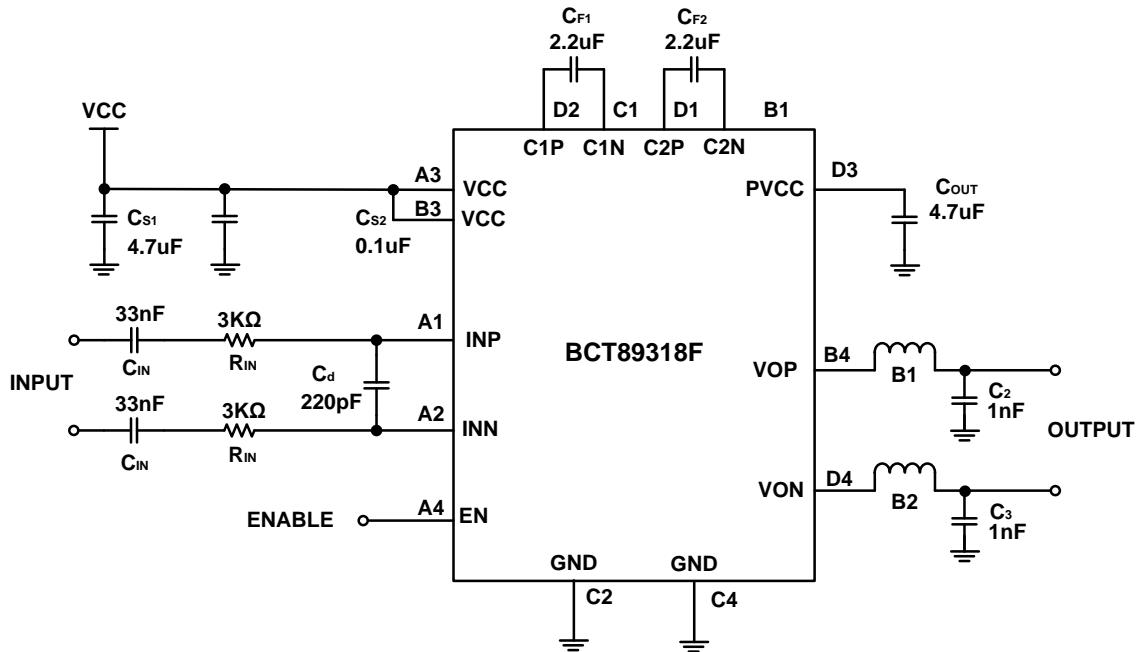 CF1
2.2uF
CF2
2.2uF
VCC
D2
C1
D1
B1
C1P
C1N
C2P
C2N
A3
VCC
B3
VCC
CS1
4.7uF
CS2
0.1uF
PVCC
D3
COUT
4.7uF
33nF
CIN
3KΩ
RIN
A1
INP
INPUT
Cd
220pF
33nF
CIN
3KΩ
RIN
A2
INN
BCT89318F
VOP
B4
B1
C2
1nF
OUTPUT
VON
D4
B2
C3
1nF
ENABLE
A4
EN
GND
GND
C2
C4